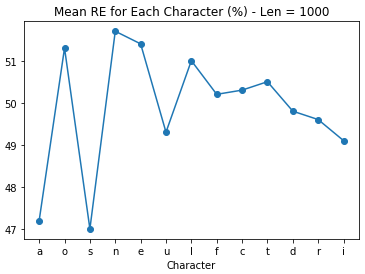 Mean RE for Each Character (%) - Len = 1000
51
50
49
48
47
a o s n e u l f c t d r i
Character